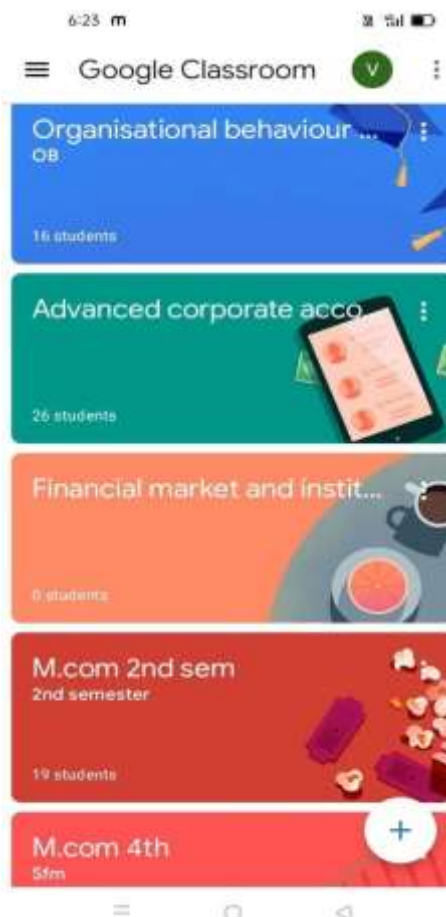 6:23 m
Google Classroom V
Organisational behaviour ...
OB
16 students
Advanced corporate acco...
26 students
Financial market and instit...
0 students
M.com 2nd sem
2nd semester
19 students
M.com 4th
Sfm